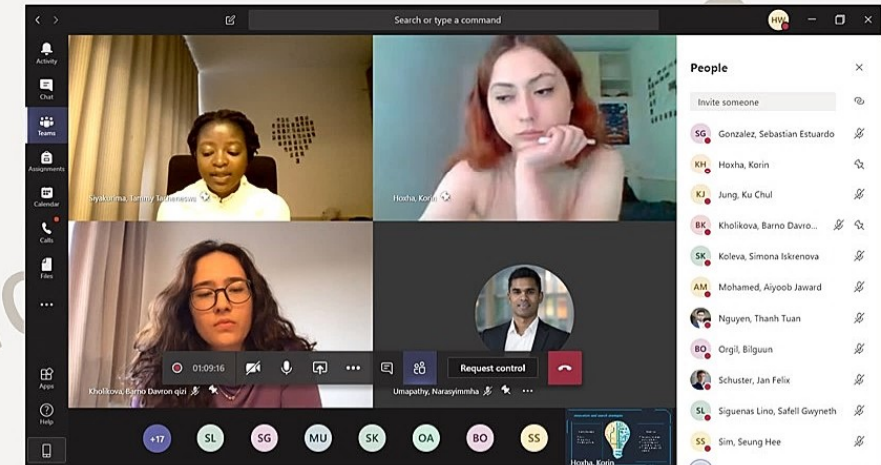 Search or type a command
HW
Activity
Chat
Teams
Assignments
Calendar
Calls
Files
Apps
Help
Siyakurima, Tammy
Hoxha, Korin
01:09:16
Request control
Kholikova, Barno Davron qizi
Umapathy, Narasyimmha
+17
SL
SG
MU
SK
OA
BO
SS
Hoxha, Korin
People
Invite someone
SG Gonzalez, Sebastian Estuardo
KH Hoxha, Korin
KJ Jung, Ku Chul
BK Kholikova, Barno Davro...
SK Koleva, Simona Iskrenova
AM Mohamed, Aiyoob Jaward
Nguyen, Thanh Tuan
BO Orgil, Bilguun
Schuster, Jan Felix
SL Siguenas Lino, Safell Gwyneth
SS Sim, Seung Hee